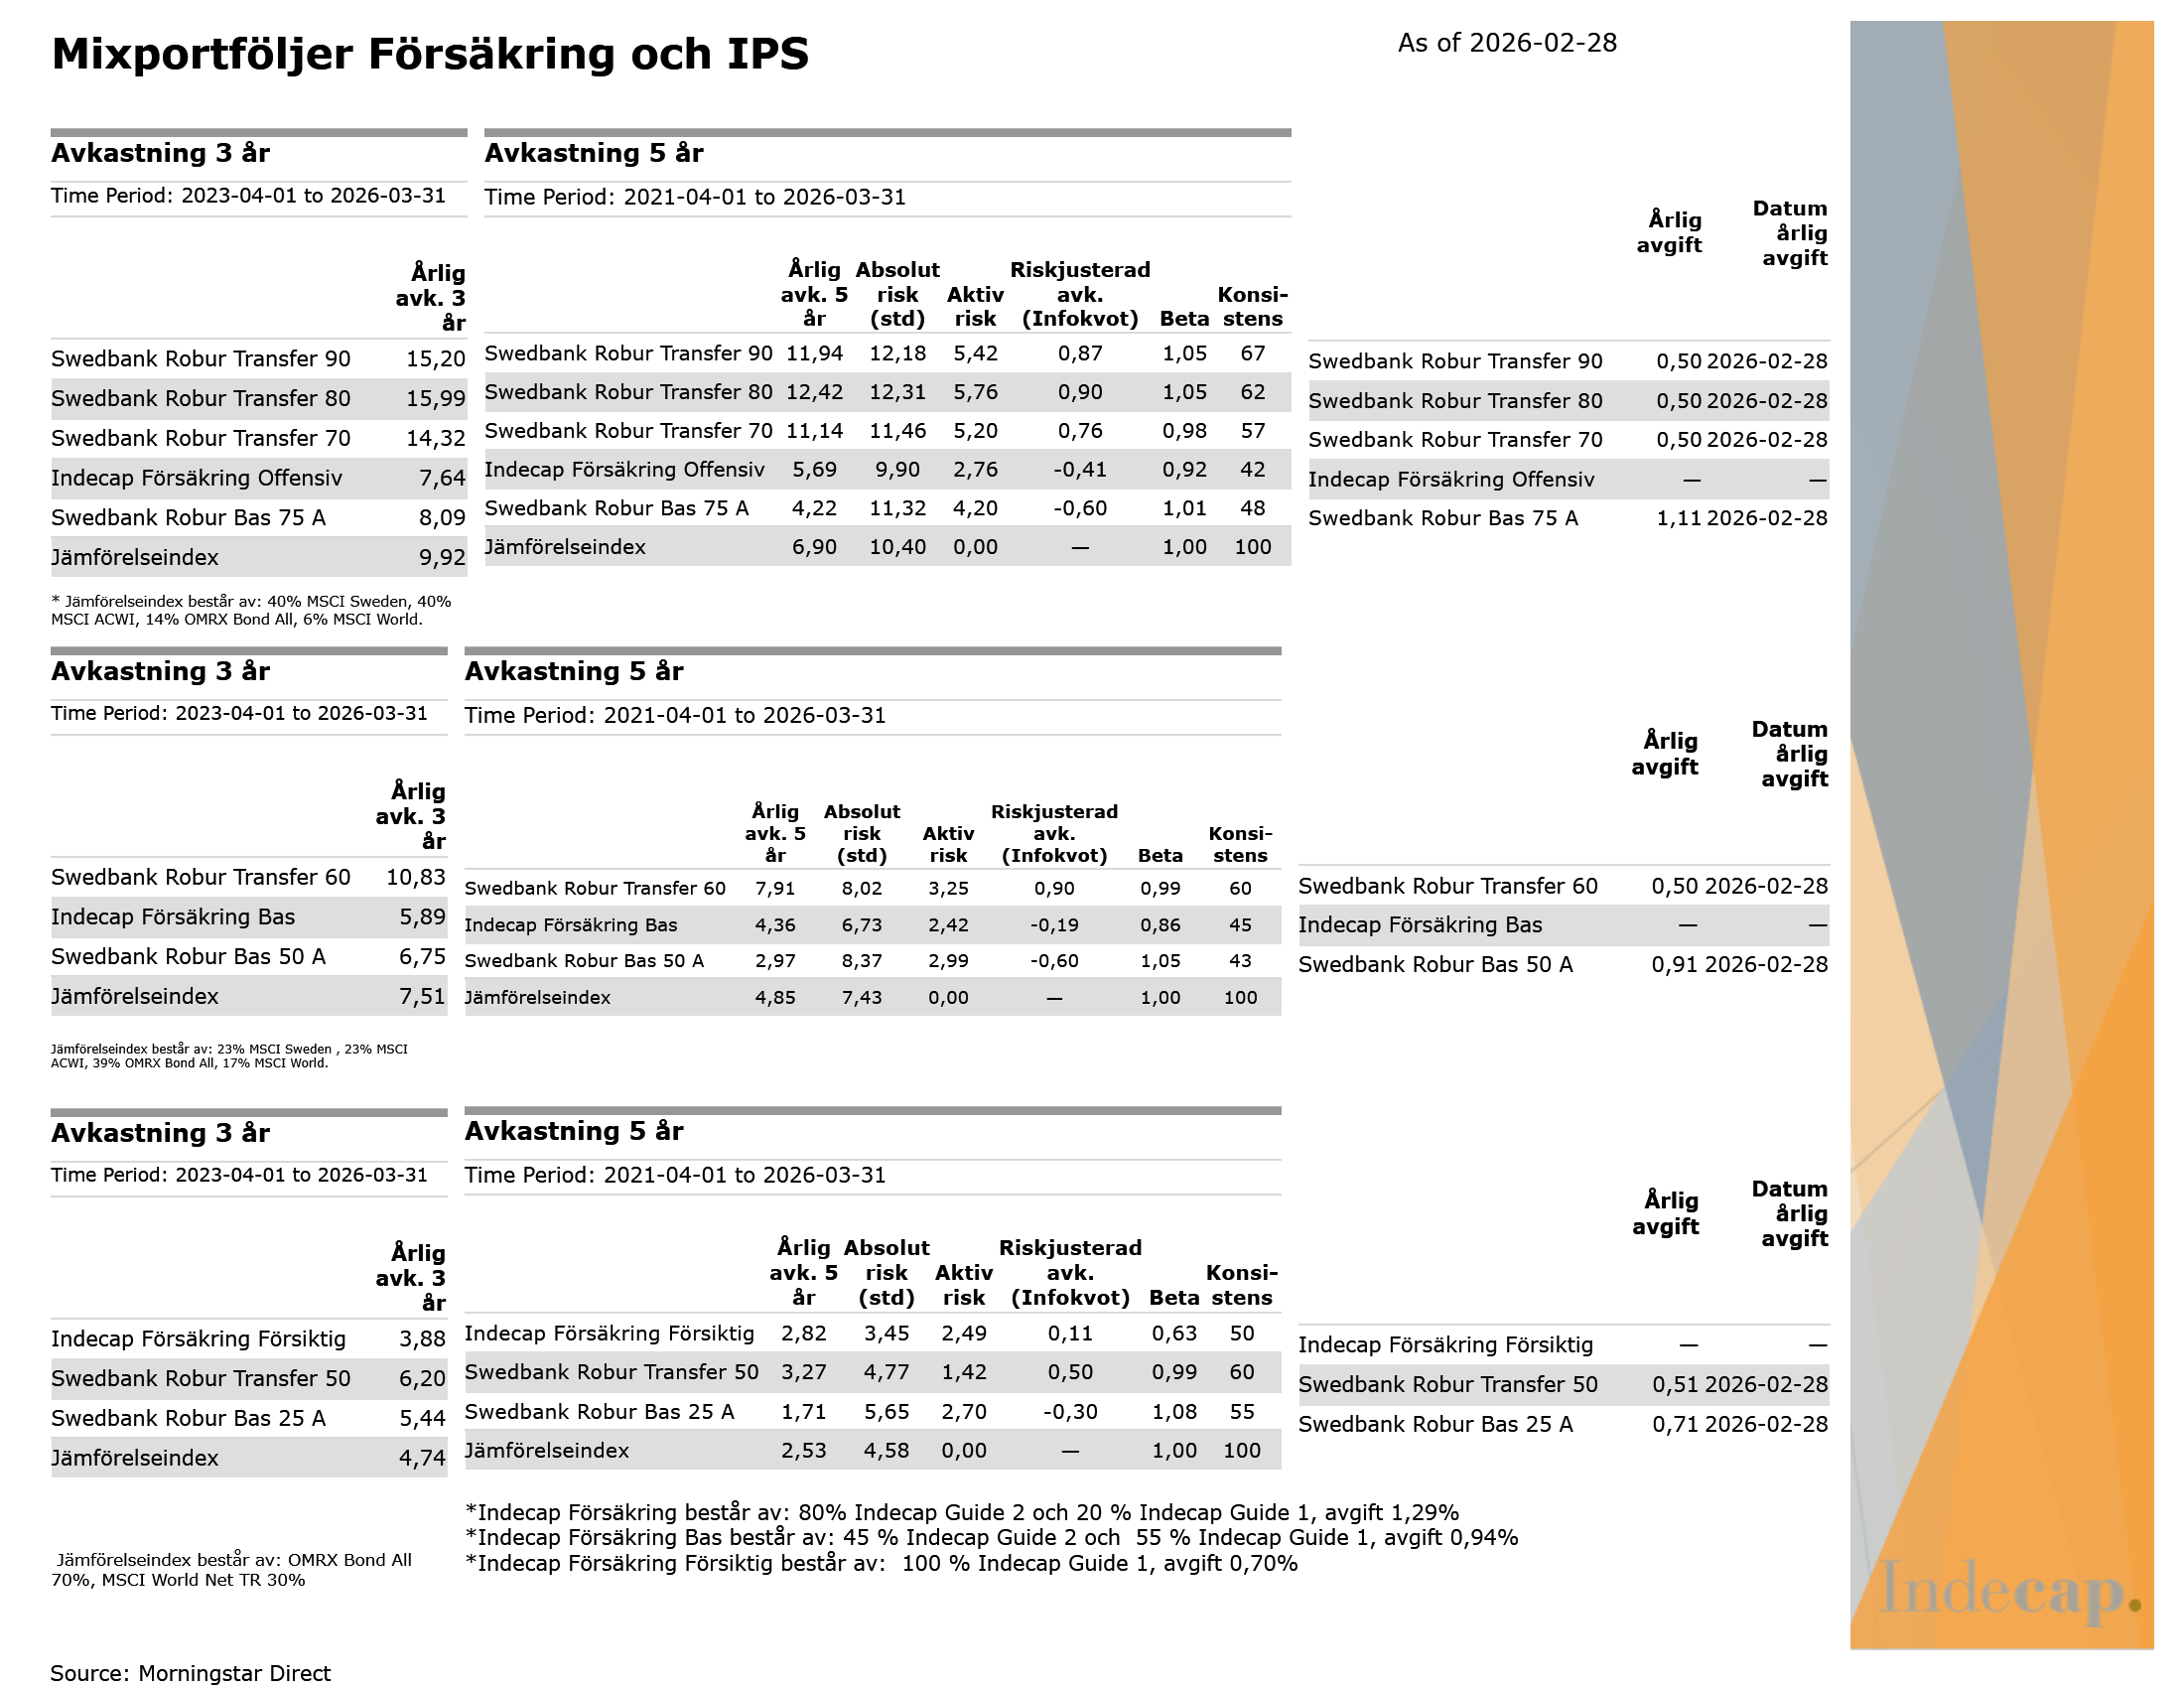 Mixportföljer Försäkring och IPS
As of 2026-02-28
Avkastning 3 år
Time Period: 2023-04-01 to 2026-03-31
Årlig
avk. 3
år
Swedbank Robur Transfer 90 15,20
Swedbank Robur Transfer 80 15,99
Swedbank Robur Transfer 70 14,32
Indecap Försäkring Offensiv 7,64
Swedbank Robur Bas 75 A 8,09
Jämförelseindex 9,92
* Jämförelseindex består av: 40% MSCI Sweden, 40%
MSCI ACWI, 14% OMRX Bond All, 6% MSCI World.
Avkastning 5 år
Time Period: 2021-04-01 to 2026-03-31
Årlig Absolut Riskjusterad
avk. 5 risk Aktiv avk. Konsi-
år (std) risk (Infokvot) Beta stens
Swedbank Robur Transfer 90 11,94 12,18 5,42 0,87 1,05 67
Swedbank Robur Transfer 80 12,42 12,31 5,76 0,90 1,05 62
Swedbank Robur Transfer 70 11,14 11,46 5,20 0,76 0,98 57
Indecap Försäkring Offensiv 5,69 9,90 2,76 -0,41 0,92 42
Swedbank Robur Bas 75 A 4,22 11,32 4,20 -0,60 1,01 48
Jämförelseindex 6,90 10,40 0,00 — 1,00 100
Datum
Årlig årlig
avgift avgift
Swedbank Robur Transfer 90 0,50 2026-02-28
Swedbank Robur Transfer 80 0,50 2026-02-28
Swedbank Robur Transfer 70 0,50 2026-02-28
Indecap Försäkring Offensiv — —
Swedbank Robur Bas 75 A 1,11 2026-02-28
Avkastning 3 år
Time Period: 2023-04-01 to 2026-03-31
Årlig
avk. 3
år
Swedbank Robur Transfer 60 10,83
Indecap Försäkring Bas 5,89
Swedbank Robur Bas 50 A 6,75
Jämförelseindex 7,51
Jämförelseindex består av: 23% MSCI Sweden , 23% MSCI
ACWI, 39% OMRX Bond All, 17% MSCI World.
Avkastning 5 år
Time Period: 2021-04-01 to 2026-03-31
Årlig Absolut Riskjusterad
avk. 5 risk Aktiv avk. Konsi-
år (std) risk (Infokvot) Beta stens
Swedbank Robur Transfer 60 7,91 8,02 3,25 0,90 0,99 60
Indecap Försäkring Bas 4,36 6,73 2,42 -0,19 0,86 45
Swedbank Robur Bas 50 A 2,97 8,37 2,99 -0,60 1,05 43
Jämförelseindex 4,85 7,43 0,00 — 1,00 100
Datum
Årlig årlig
avgift avgift
Swedbank Robur Transfer 60 0,50 2026-02-28
Indecap Försäkring Bas — —
Swedbank Robur Bas 50 A 0,91 2026-02-28
Avkastning 3 år
Time Period: 2023-04-01 to 2026-03-31
Årlig
avk. 3
år
Indecap Försäkring Försiktig 3,88
Swedbank Robur Transfer 50 6,20
Swedbank Robur Bas 25 A 5,44
Jämförelseindex 4,74
Jämförelseindex består av: OMRX Bond All
70%, MSCI World Net TR 30%
Avkastning 5 år
Time Period: 2021-04-01 to 2026-03-31
Årlig Absolut Riskjusterad
avk. 5 risk Aktiv avk. Konsi-
år (std) risk (Infokvot) Beta stens
Indecap Försäkring Försiktig 2,82 3,45 2,49 0,11 0,63 50
Swedbank Robur Transfer 50 3,27 4,77 1,42 0,50 0,99 60
Swedbank Robur Bas 25 A 1,71 5,65 2,70 -0,30 1,08 55
Jämförelseindex 2,53 4,58 0,00 — 1,00 100
Datum
Årlig årlig
avgift avgift
Indecap Försäkring Försiktig — —
Swedbank Robur Transfer 50 0,51 2026-02-28
Swedbank Robur Bas 25 A 0,71 2026-02-28
*Indecap Försäkring består av: 80% Indecap Guide 2 och 20 % Indecap Guide 1, avgift 1,29%
*Indecap Försäkring Bas består av: 45 % Indecap Guide 2 och  55 % Indecap Guide 1, avgift 0,94%
*Indecap Försäkring Försiktig består av:  100 % Indecap Guide 1, avgift 0,70%
Indecap.
Source: Morningstar Direct